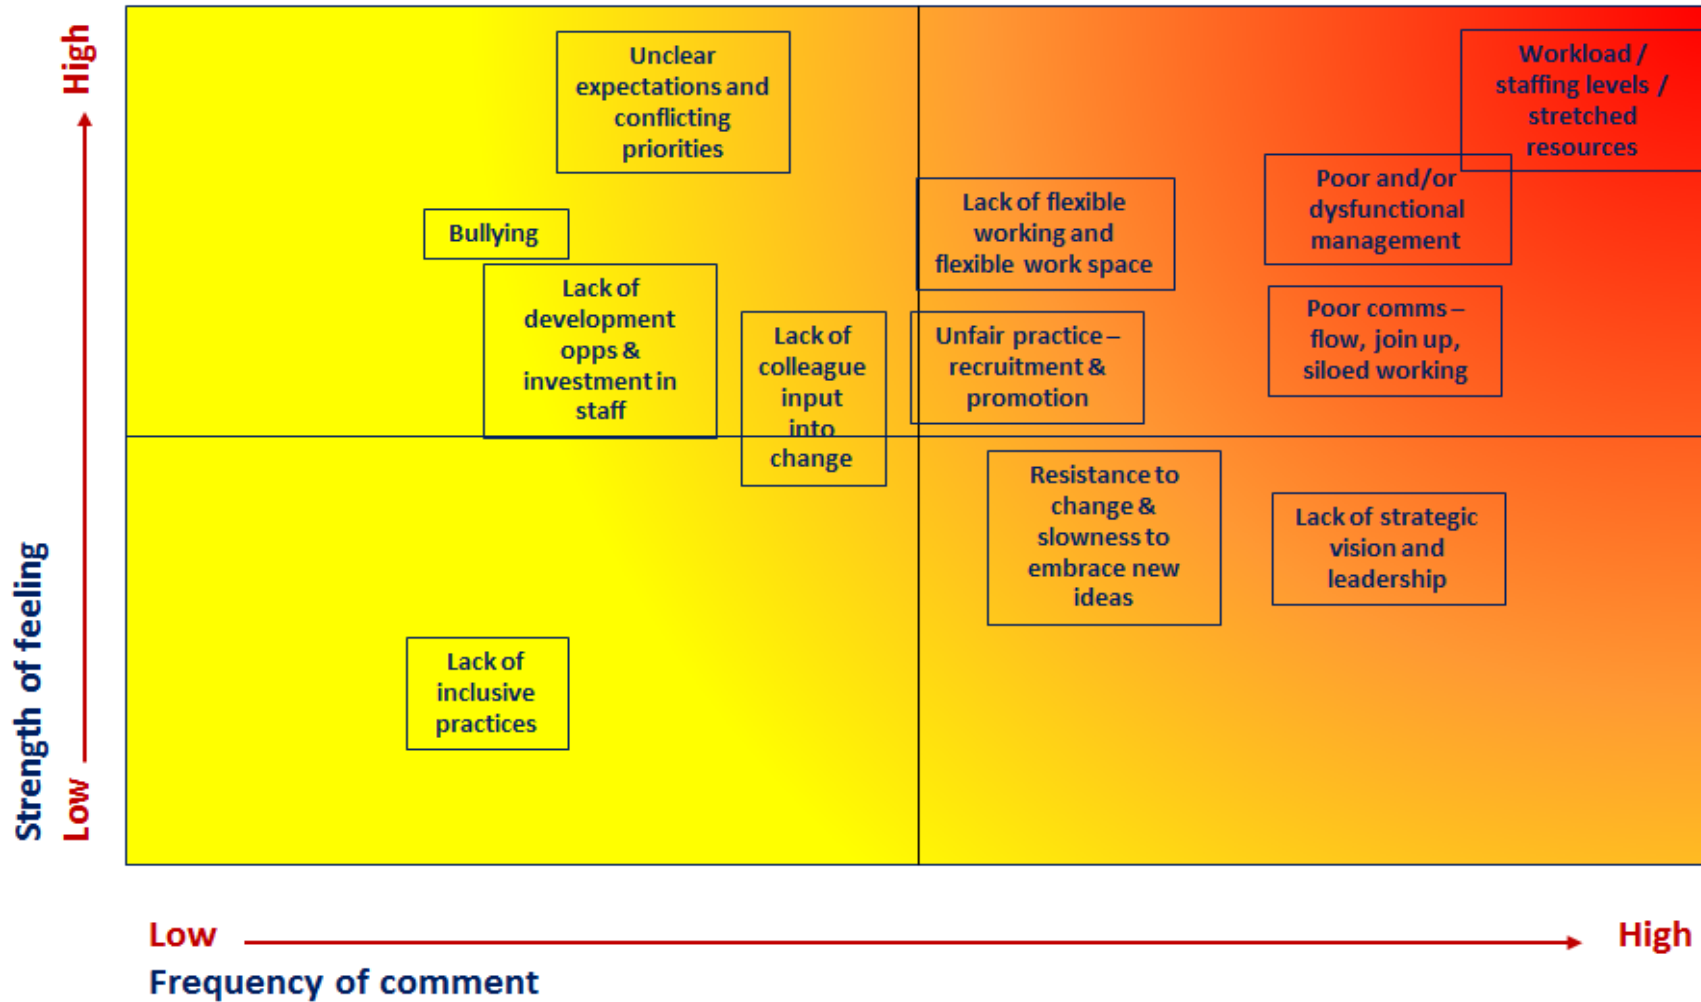 High
Strength of feeling
Low
Unclear
expectations and
conflicting
priorities
Workload /
staffing levels /
stretched
resources
Poor and/or
dysfunctional
management
Lack of flexible
working and
flexible work space
Bullying
Lack of
development
opps &
investment in
staff
Lack of
colleague
input
into
change
Unfair practice –
recruitment &
promotion
Poor comms –
flow, join up,
siloed working
Resistance to
change &
slowness to
embrace new
ideas
Lack of strategic
vision and
leadership
Lack of
inclusive
practices
Low
High
Frequency of comment